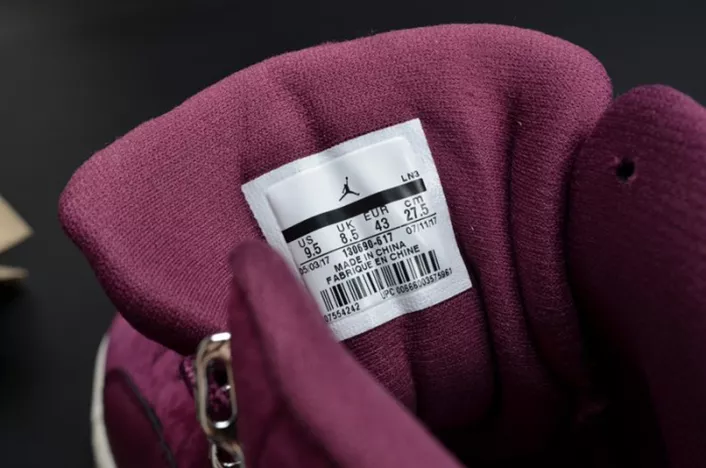 LN3
US UK EUR cm
9.5 8.5 43 27.5
05/03/17 130690-617 07/11/17
MADE IN CHINA
FABRIQUE EN CHINE
07554242 UPC 00666003575961